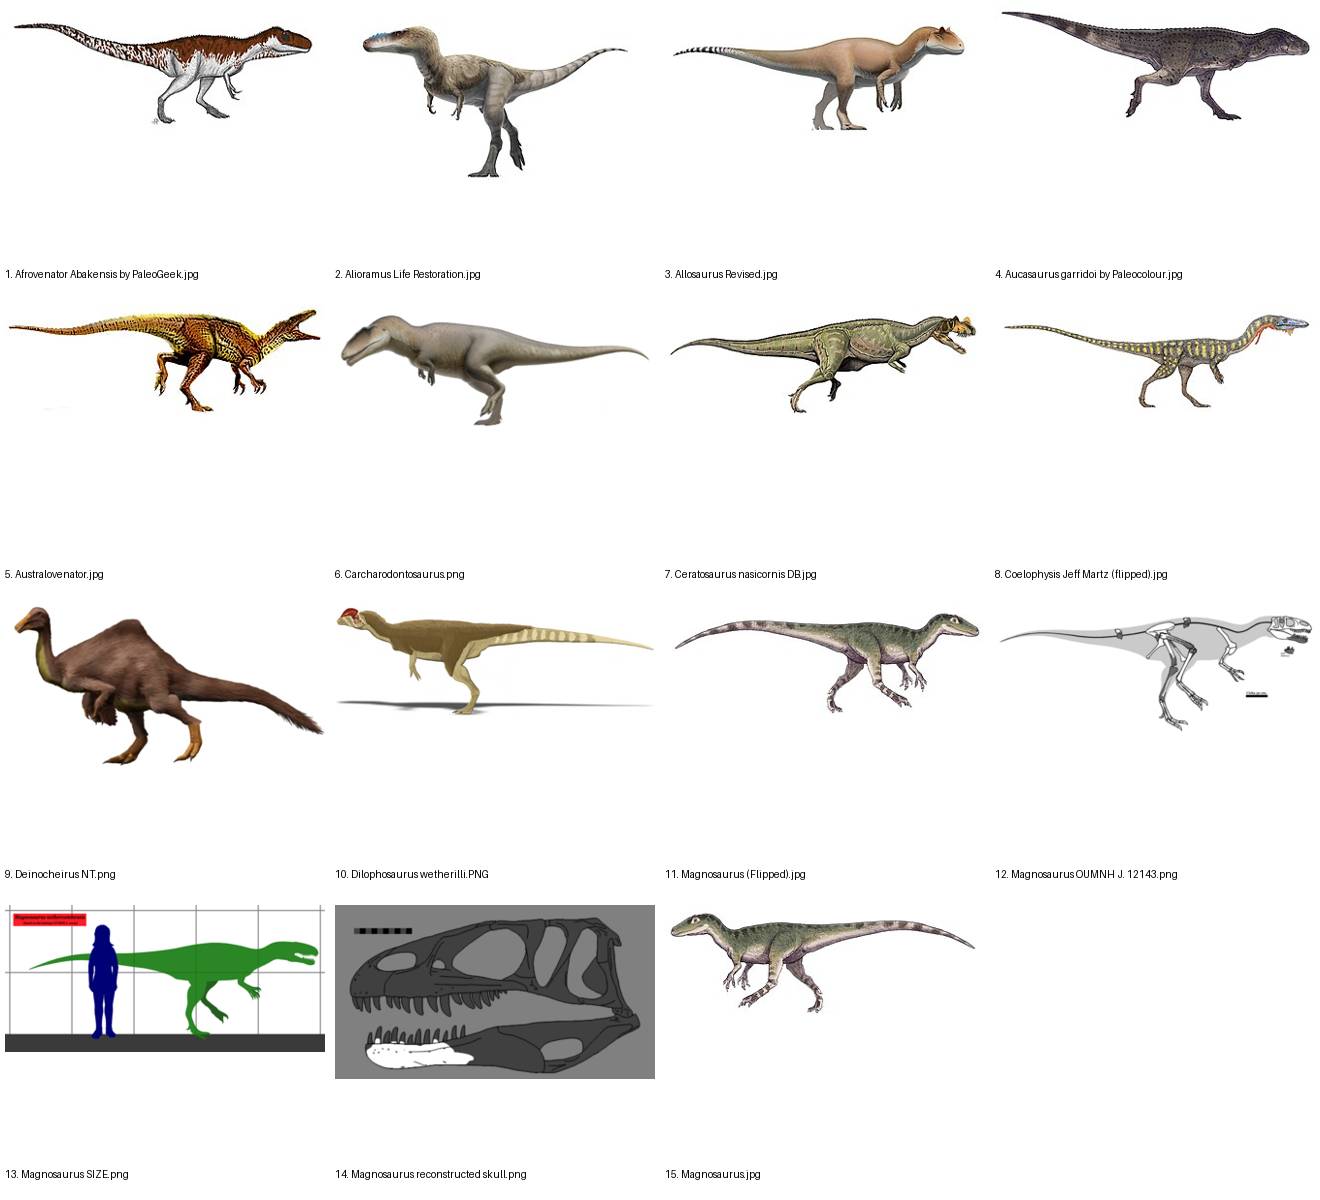 1. Afrovenator Abakensis by PaleoGeek.jpg
2. Alioramus Life Restoration.jpg
3. Allosaurus Revised.jpg
4. Aucasaurus garridoi by Paleocolour.jpg
5. Australovenator.jpg
6. Carcharodontosaurus.png
7. Ceratosaurus nasicornis DB.jpg
8. Coelophysis Jeff Martz (flipped).jpg
9. Deinocheirus NT.png
10. Dilophosaurus wetherilli.PNG
11. Magnosaurus (Flipped).jpg
12. Magnosaurus OUMNH J. 12143.png
13. Magnosaurus SIZE.png
14. Magnosaurus reconstructed skull.png
15. Magnosaurus.jpg